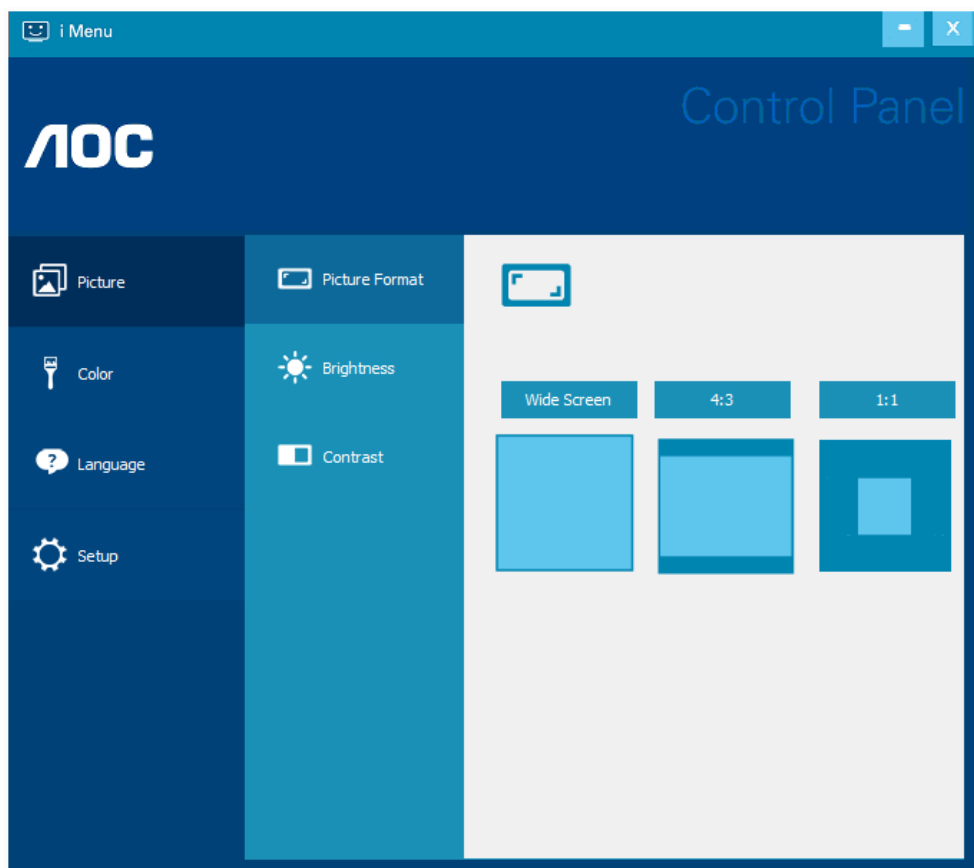 i Menu
Control Panel
AOC
Picture
Color
Language
Setup
Picture Format
Brightness
Contrast
Wide Screen
4:3
1:1